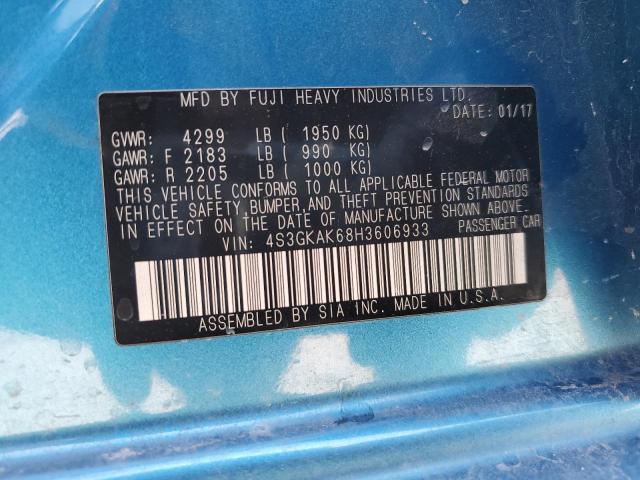 MFD BY FUJI HEAVY INDUSTRIES LTD.
DATE: 01/17
GVWR: 4299 LB ( 1950 KG)
GAWR: F 2183 LB ( 990 KG)
GAWR: R 2205 LB ( 1000 KG)
THIS VEHICLE CONFORMS TO ALL APPLICABLE FEDERAL MOTOR
VEHICLE SAFETY,BUMPER,AND THEFT PREVENTION STANDARDS
IN EFFECT ON THE DATE OF MANUFACTURE SHOWN ABOVE.
VIN: 4S3GKAK68H3606933 PASSENGER CAR
ASSEMBLED BY SIA INC. MADE IN U.S.A.